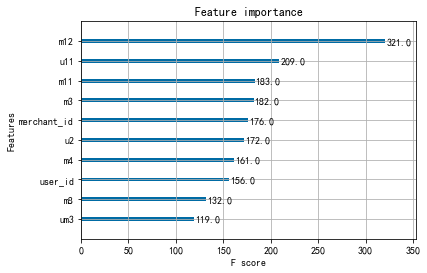 Feature importance
m12 321.0
u11 209.0
m11 183.0
m3 182.0
merchant_id 176.0
u2 172.0
m4 161.0
user_id 156.0
m8 132.0
um3 119.0
Features
0 50 100 150 200 250 300 350
F score